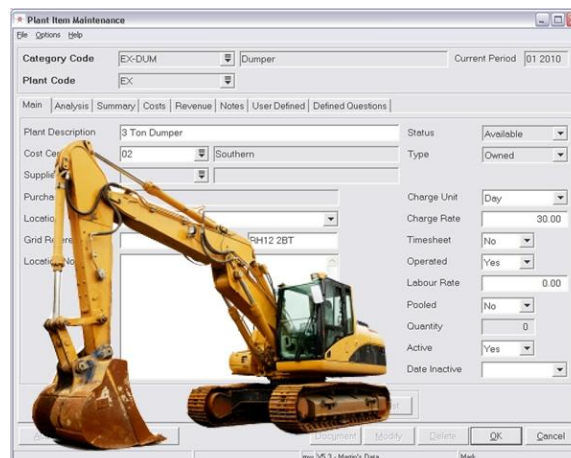 Plant Item Maintenance
File Options Help
Category Code EX-DUM Dumper Current Period 01 2010
Plant Code EX
Main Analysis Summary Costs Revenue Notes User Defined Defined Questions
Plant Description 3 Ton Dumper Status Available
02 Southern Type Owned
Charge Unit Day
Charge Rate 30.00
RH12 2BT Timesheet No
Operated Yes
Labour Rate 0.00
Pooled No
Quantity 0
Active Yes
Date Inactive
Document Modify Delete OK Cancel
Mark